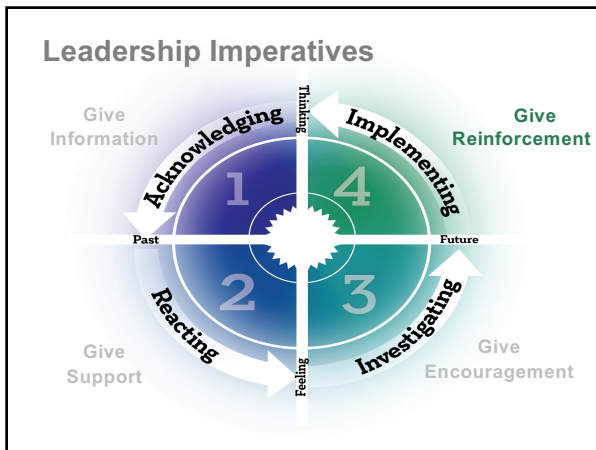 Leadership Imperatives
Thinking
Give
Information
Acknowledging
Implementing
Give
Reinforcement
1
4
Past
Future
2
3
Reacting
Investigating
Give
Support
Feeling
Give
Encouragement